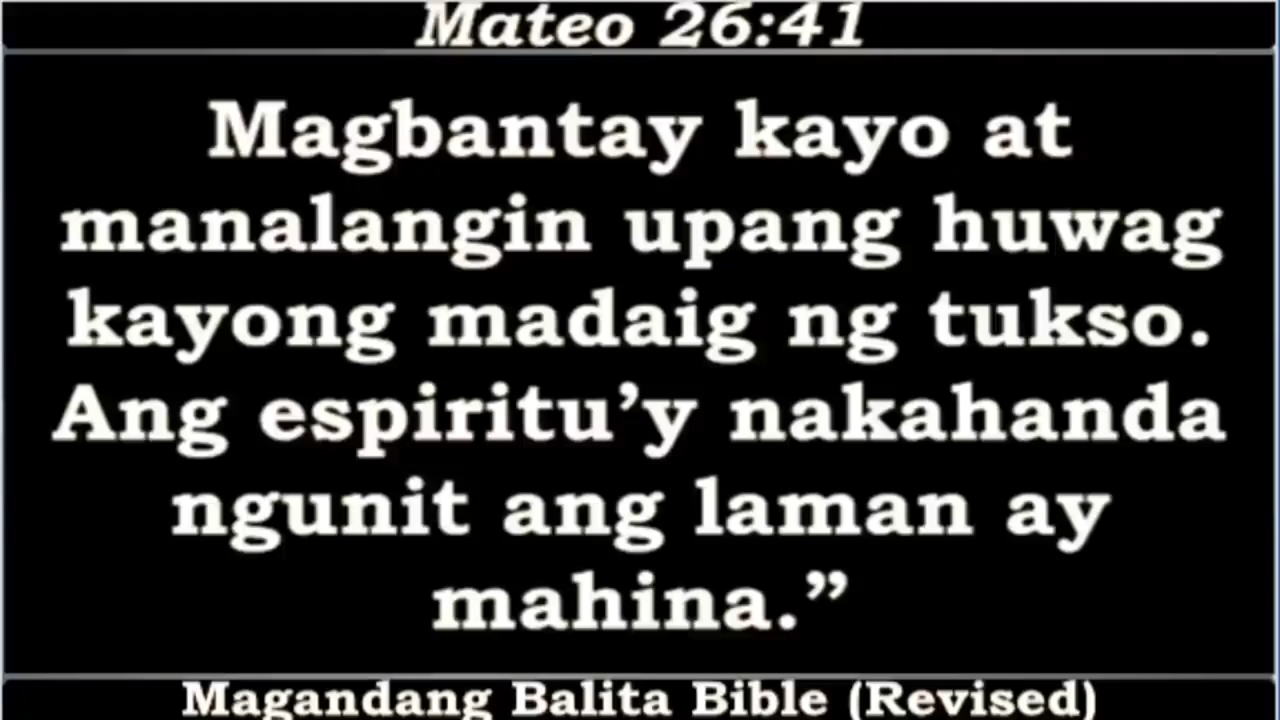 Mateo 26:41
Magbantay kayo at
manalangin upang huwag
kayong madaig ng tukso.
Ang espiritu’y nakahanda
ngunit ang laman ay
mahina.”
Magandang Balita Bible (Revised)